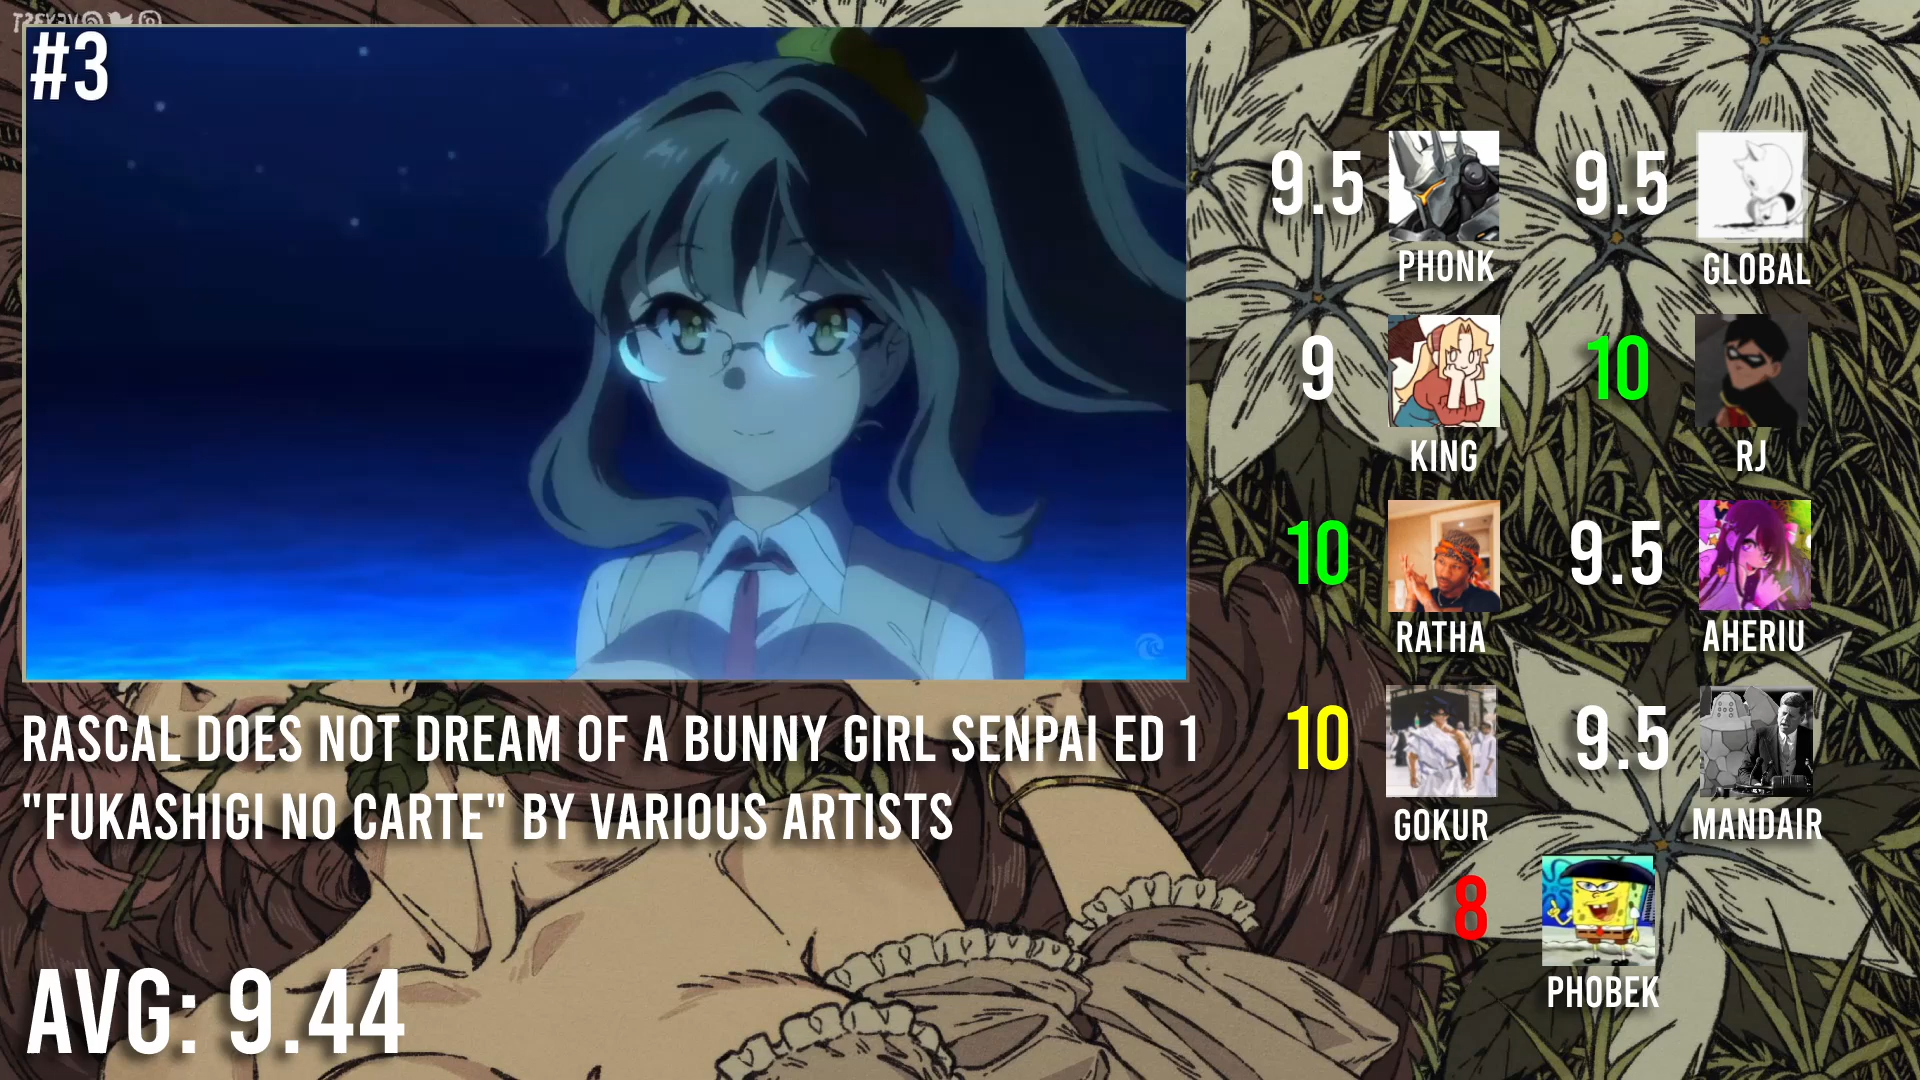 #3
9.5
9.5
PHONK
GLOBAL
9
10
KING
RJ
10
9.5
RATHA
AHERIU
RASCAL DOES NOT DREAM OF A BUNNY GIRL SENPAI ED 1
"FUKASHIGI NO CARTE" BY VARIOUS ARTISTS
10
9.5
GOKUR
MANDAIR
8
PHOBEK
AVG: 9.44